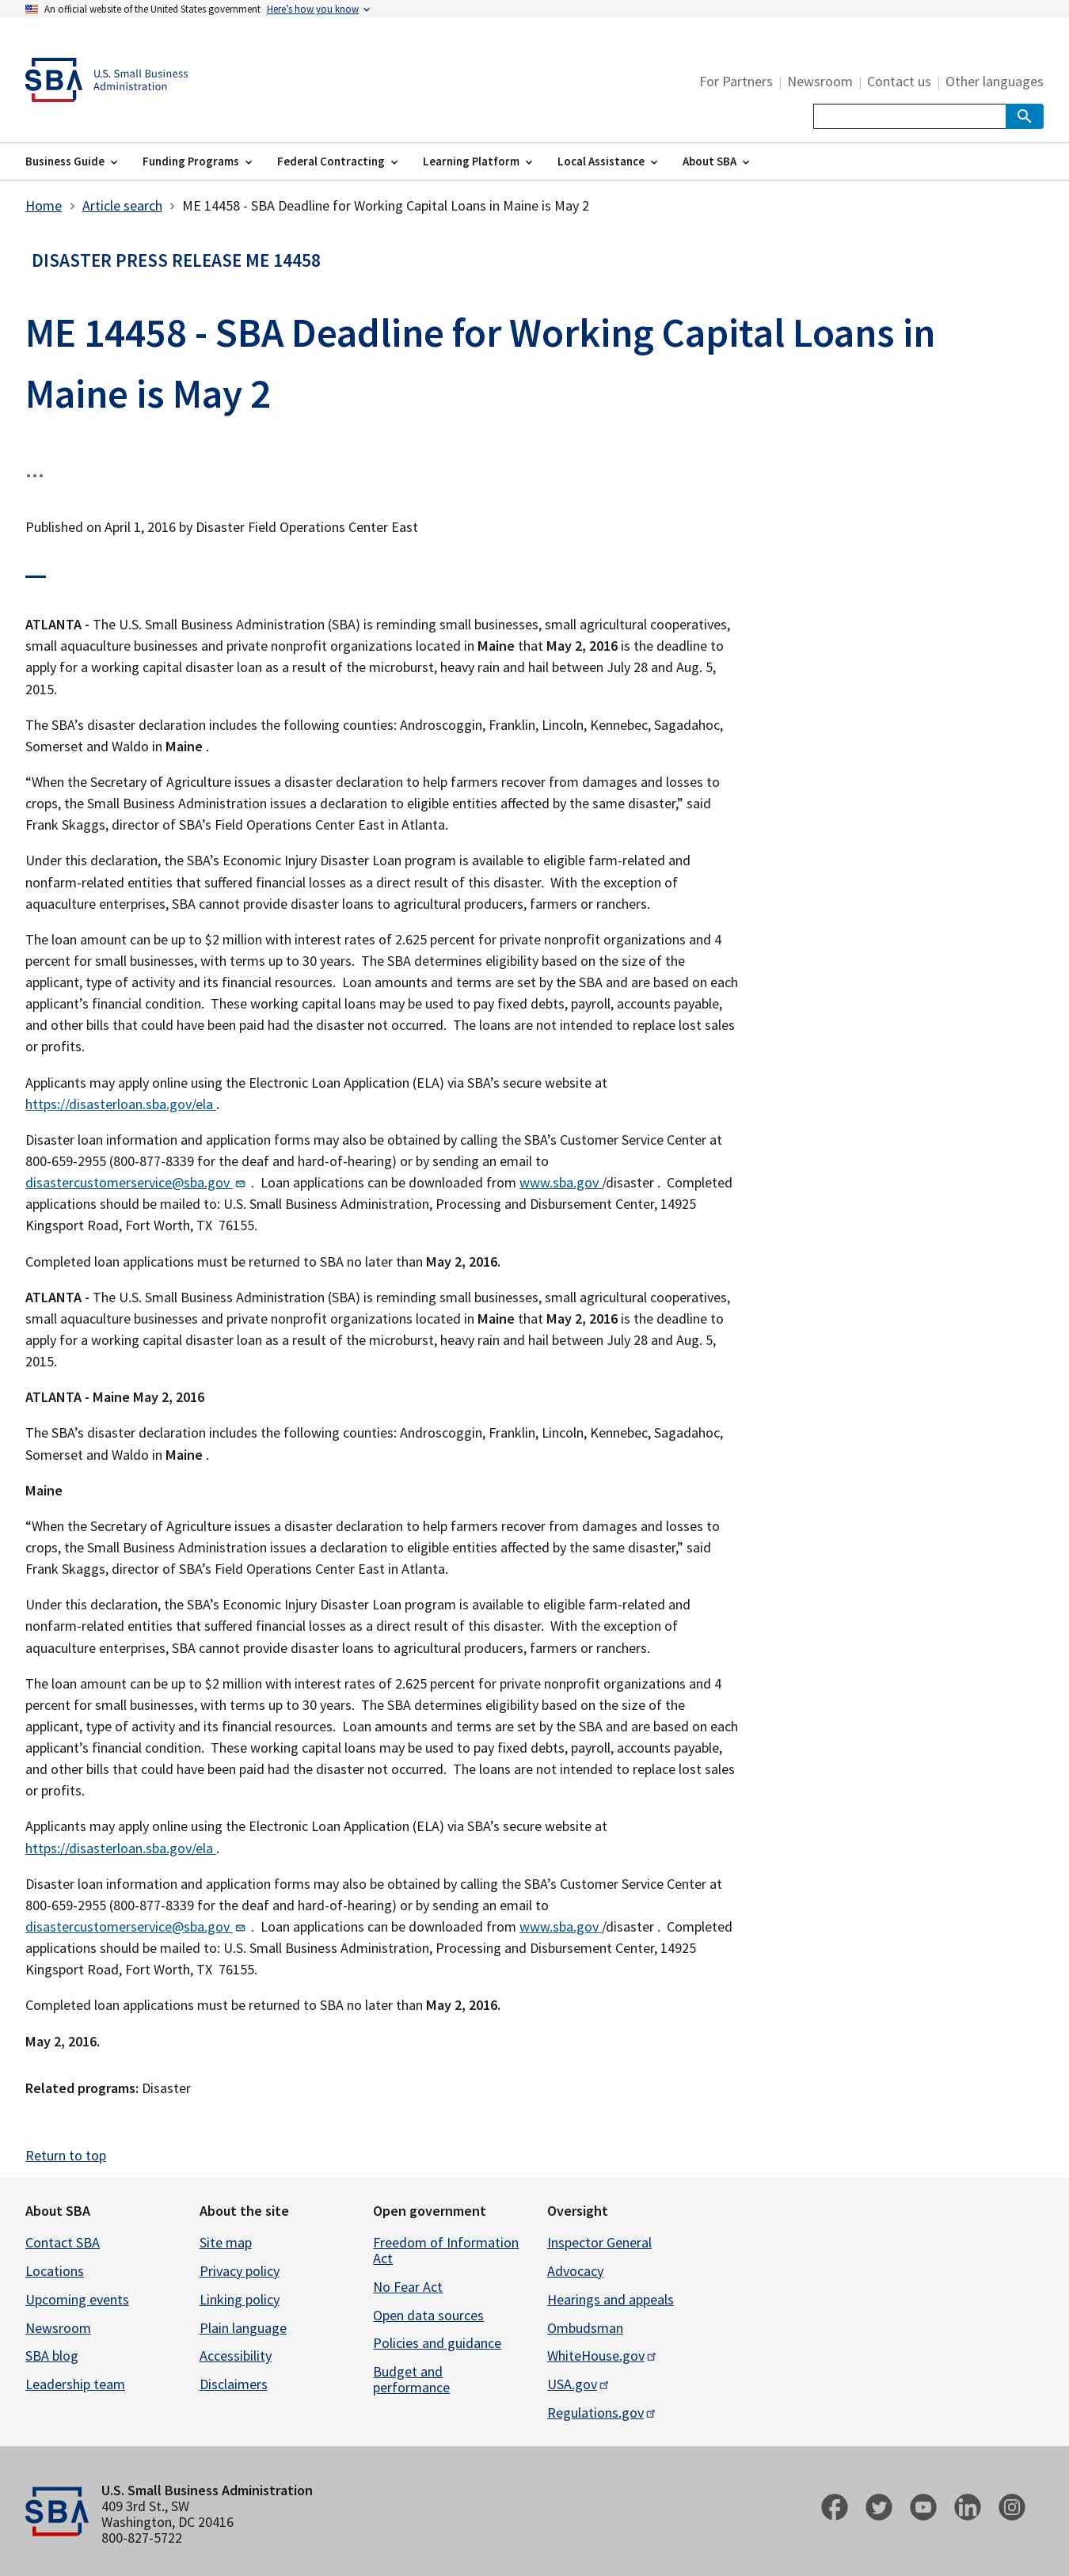 An official website of the United States government Here's how you know
SBA U.S. Small Business
Administration
For Partners | Newsroom | Contact us | Other languages
Business Guide Funding Programs Federal Contracting Learning Platform Local Assistance About SBA
Home > Article search > ME 14458 - SBA Deadline for Working Capital Loans in Maine is May 2
DISASTER PRESS RELEASE ME 14458
ME 14458 - SBA Deadline for Working Capital Loans in
Maine is May 2
...
Published on April 1, 2016 by Disaster Field Operations Center East
ATLANTA - The U.S. Small Business Administration (SBA) is reminding small businesses, small agricultural cooperatives,
small aquaculture businesses and private nonprofit organizations located in Maine that May 2, 2016 is the deadline to
apply for a working capital disaster loan as a result of the microburst, heavy rain and hail between July 28 and Aug. 5,
2015.
The SBA’s disaster declaration includes the following counties: Androscoggin, Franklin, Lincoln, Kennebec, Sagadahoc,
Somerset and Waldo in Maine .
“When the Secretary of Agriculture issues a disaster declaration to help farmers recover from damages and losses to
crops, the Small Business Administration issues a declaration to eligible entities affected by the same disaster,” said
Frank Skaggs, director of SBA’s Field Operations Center East in Atlanta.
Under this declaration, the SBA’s Economic Injury Disaster Loan program is available to eligible farm-related and
nonfarm-related entities that suffered financial losses as a direct result of this disaster.  With the exception of
aquaculture enterprises, SBA cannot provide disaster loans to agricultural producers, farmers or ranchers.
The loan amount can be up to $2 million with interest rates of 2.625 percent for private nonprofit organizations and 4
percent for small businesses, with terms up to 30 years.  The SBA determines eligibility based on the size of the
applicant, type of activity and its financial resources.  Loan amounts and terms are set by the SBA and are based on each
applicant’s financial condition.  These working capital loans may be used to pay fixed debts, payroll, accounts payable,
and other bills that could have been paid had the disaster not occurred.  The loans are not intended to replace lost sales
or profits.
Applicants may apply online using the Electronic Loan Application (ELA) via SBA’s secure website at
https://disasterloan.sba.gov/ela .
Disaster loan information and application forms may also be obtained by calling the SBA’s Customer Service Center at
800-659-2955 (800-877-8339 for the deaf and hard-of-hearing) or by sending an email to
disastercustomerservice@sba.gov .  Loan applications can be downloaded from www.sba.gov /disaster .  Completed
applications should be mailed to: U.S. Small Business Administration, Processing and Disbursement Center, 14925
Kingsport Road, Fort Worth, TX  76155.
Completed loan applications must be returned to SBA no later than May 2, 2016.
ATLANTA - The U.S. Small Business Administration (SBA) is reminding small businesses, small agricultural cooperatives,
small aquaculture businesses and private nonprofit organizations located in Maine that May 2, 2016 is the deadline to
apply for a working capital disaster loan as a result of the microburst, heavy rain and hail between July 28 and Aug. 5,
2015.
ATLANTA - Maine May 2, 2016
The SBA’s disaster declaration includes the following counties: Androscoggin, Franklin, Lincoln, Kennebec, Sagadahoc,
Somerset and Waldo in Maine .
Maine
“When the Secretary of Agriculture issues a disaster declaration to help farmers recover from damages and losses to
crops, the Small Business Administration issues a declaration to eligible entities affected by the same disaster,” said
Frank Skaggs, director of SBA’s Field Operations Center East in Atlanta.
Under this declaration, the SBA’s Economic Injury Disaster Loan program is available to eligible farm-related and
nonfarm-related entities that suffered financial losses as a direct result of this disaster.  With the exception of
aquaculture enterprises, SBA cannot provide disaster loans to agricultural producers, farmers or ranchers.
The loan amount can be up to $2 million with interest rates of 2.625 percent for private nonprofit organizations and 4
percent for small businesses, with terms up to 30 years.  The SBA determines eligibility based on the size of the
applicant, type of activity and its financial resources.  Loan amounts and terms are set by the SBA and are based on each
applicant’s financial condition.  These working capital loans may be used to pay fixed debts, payroll, accounts payable,
and other bills that could have been paid had the disaster not occurred.  The loans are not intended to replace lost sales
or profits.
Applicants may apply online using the Electronic Loan Application (ELA) via SBA’s secure website at
https://disasterloan.sba.gov/ela .
Disaster loan information and application forms may also be obtained by calling the SBA’s Customer Service Center at
800-659-2955 (800-877-8339 for the deaf and hard-of-hearing) or by sending an email to
disastercustomerservice@sba.gov .  Loan applications can be downloaded from www.sba.gov /disaster .  Completed
applications should be mailed to: U.S. Small Business Administration, Processing and Disbursement Center, 14925
Kingsport Road, Fort Worth, TX  76155.
Completed loan applications must be returned to SBA no later than May 2, 2016.
May 2, 2016.
Related programs: Disaster
Return to top
About SBA
Contact SBA
Locations
Upcoming events
Newsroom
SBA blog
Leadership team
About the site
Site map
Privacy policy
Linking policy
Plain language
Accessibility
Disclaimers
Open government
Freedom of Information
Act
No Fear Act
Open data sources
Policies and guidance
Budget and
performance
Oversight
Inspector General
Advocacy
Hearings and appeals
Ombudsman
WhiteHouse.gov
USA.gov
Regulations.gov
SBA
U.S. Small Business Administration
409 3rd St., SW
Washington, DC 20416
800-827-5722